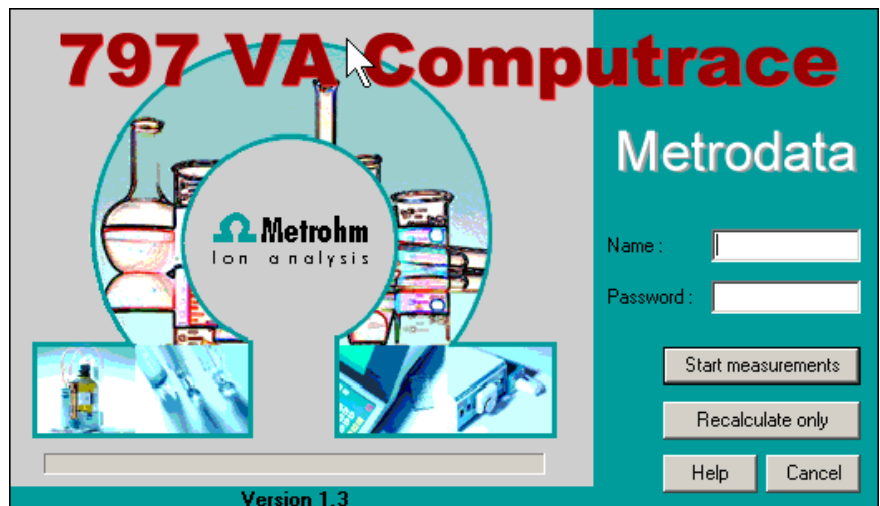 797 VA Computrace
Metrodata
Metrohm
Ion analysis
Name :
Password :
Start measurements
Recalculate only
Help
Cancel
Version 1.3